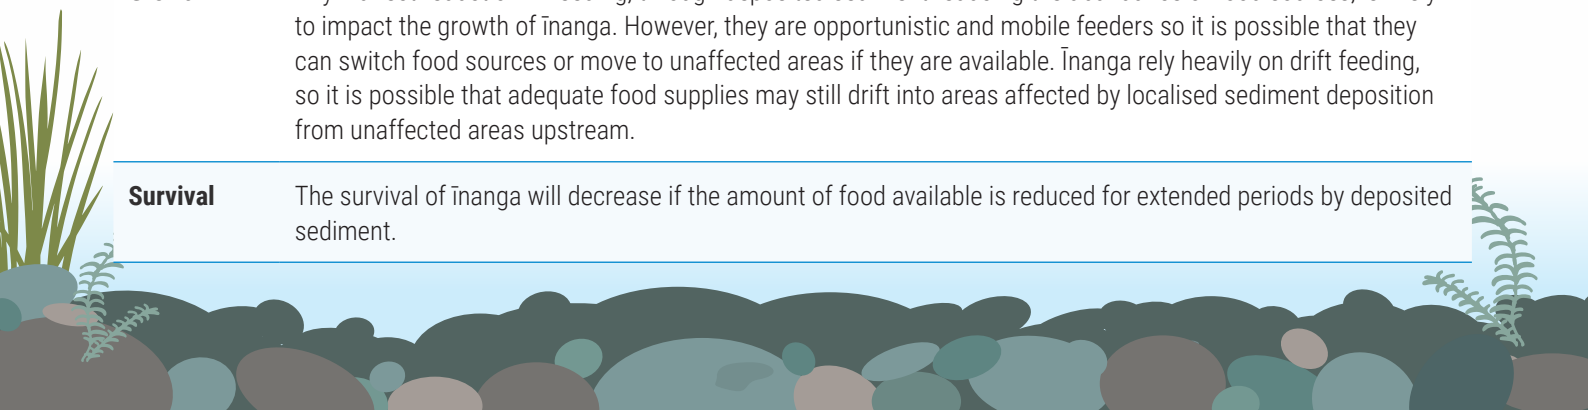 to impact the growth of īnanga. However, they are opportunistic and mobile feeders so it is possible that they
can switch food sources or move to unaffected areas if they are available. Īnanga rely heavily on drift feeding,
so it is possible that adequate food supplies may still drift into areas affected by localised sediment deposition
from unaffected areas upstream.
Survival The survival of īnanga will decrease if the amount of food available is reduced for extended periods by deposited
sediment.